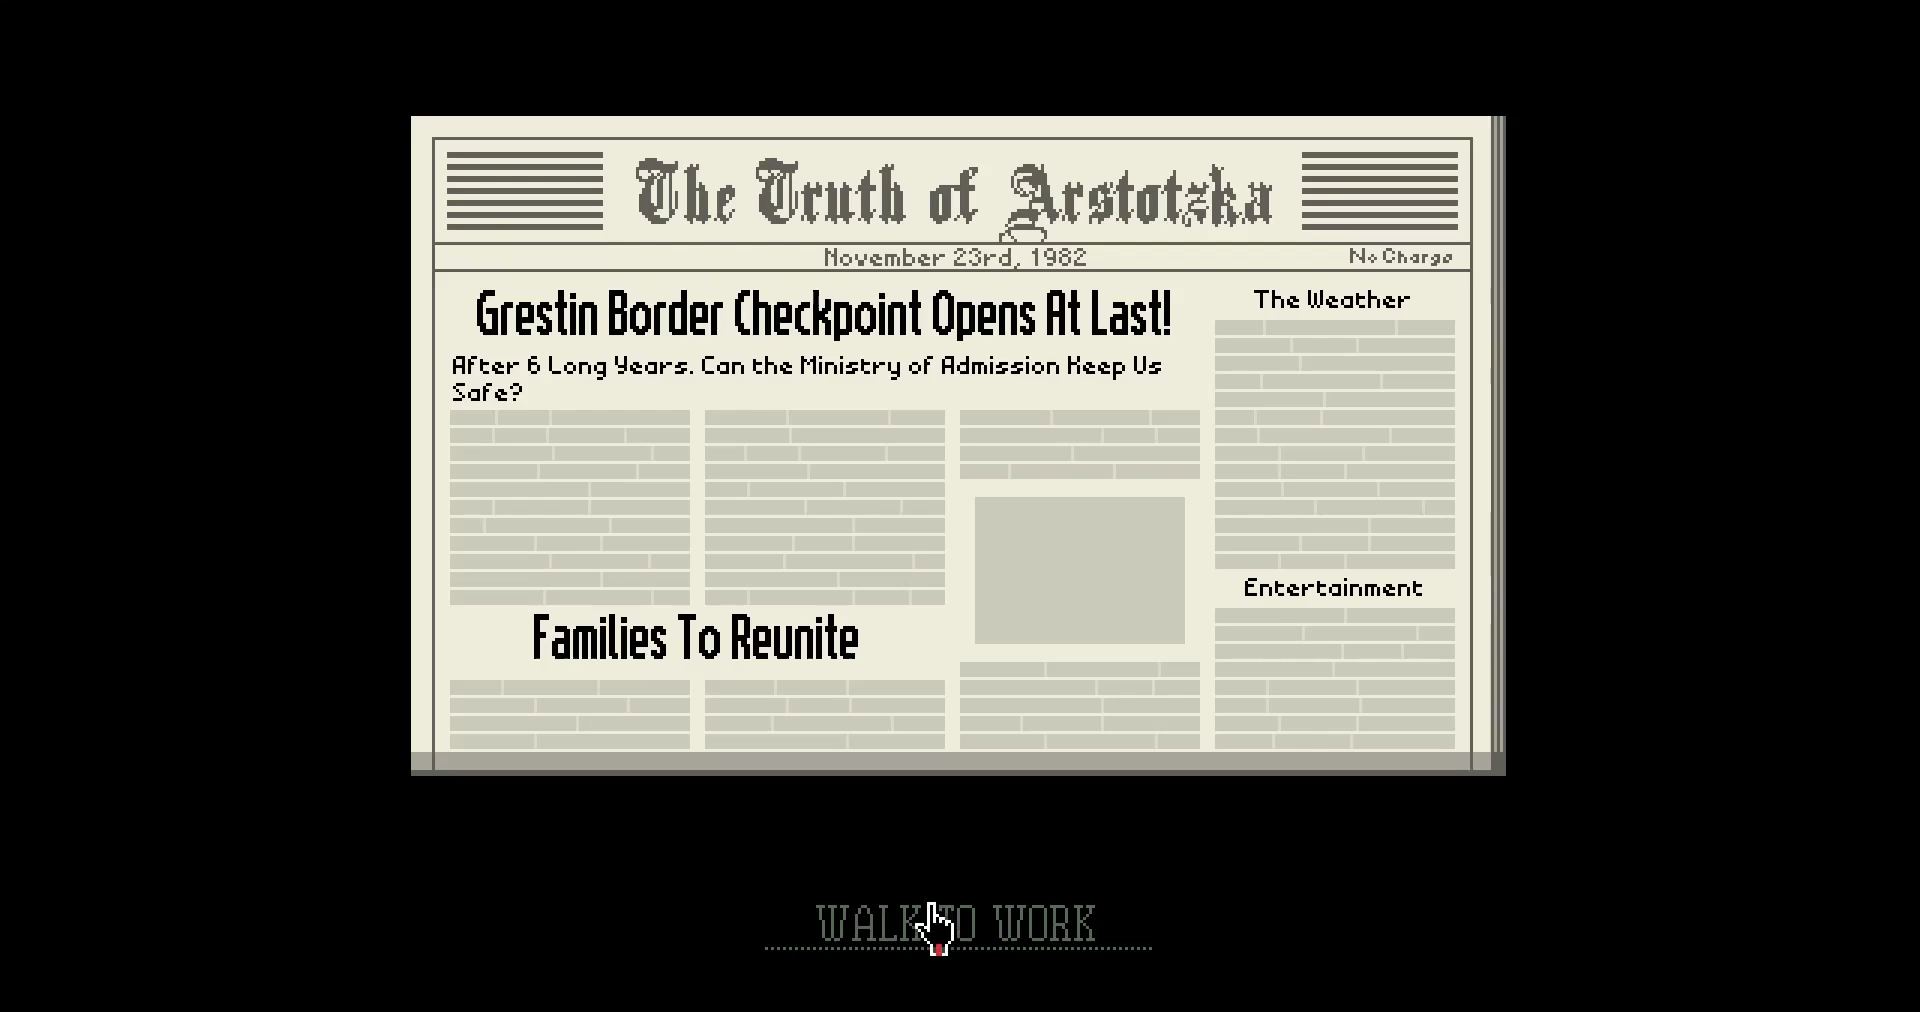 The Truth of Arstotzka
November 23rd, 1982
No Charge
Grestin Border Checkpoint Opens At Last!
After 6 Long Years. Can the Ministry of Admission Keep Us
Safe?
Families To Reunite
The Weather
Entertainment
WALK TO WORK